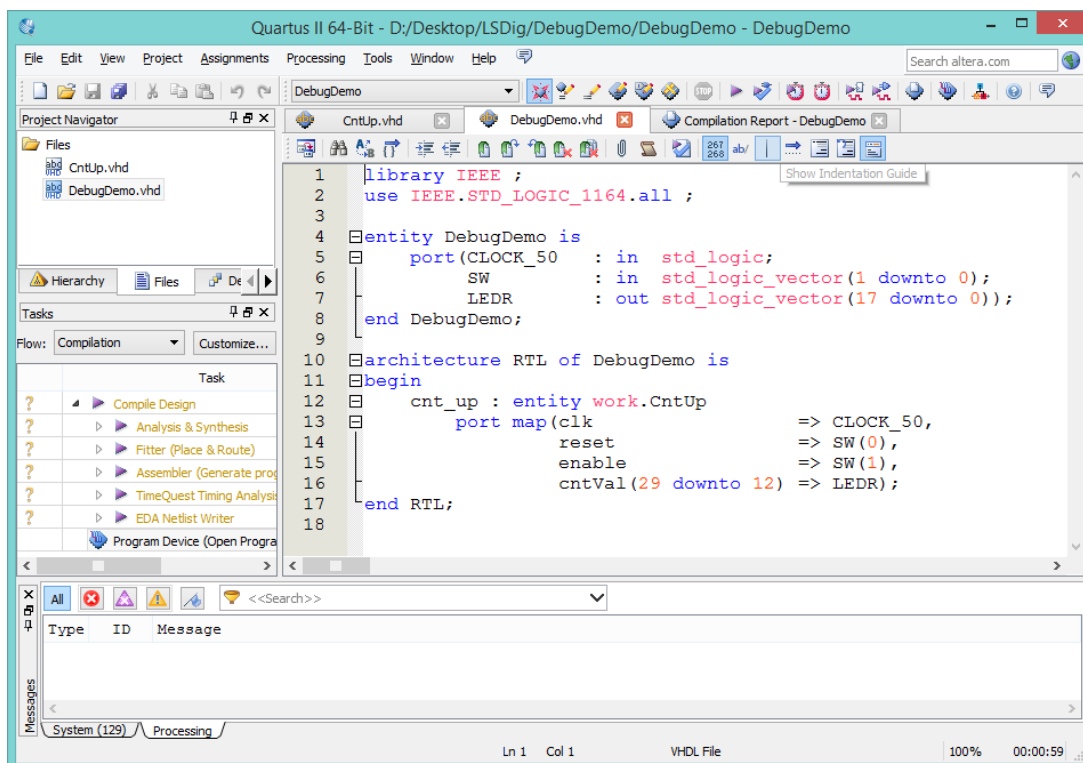 Quartus II 64-Bit - D:/Desktop/LSDig/DebugDemo/DebugDemo - DebugDemo
File Edit View Project Assignments Processing Tools Window Help
Search altera.com
DebugDemo
STOP
Project Navigator
Files
CntUp.vhd
DebugDemo.vhd
Hierarchy Files De
Tasks
Flow: Compilation Customize...
Task
? Compile Design
? Analysis & Synthesis
? Fitter (Place & Route)
? Assembler (Generate prog
? TimeQuest Timing Analysis
? EDA Netlist Writer
Program Device (Open Progra
CntUp.vhd DebugDemo.vhd Compilation Report - DebugDemo
267
268 ab/
Show Indentation Guide
1 library IEEE ;
2 use IEEE.STD_LOGIC_1164.all ;
3
4 entity DebugDemo is
5 port(CLOCK_50 : in std_logic;
6 SW : in std_logic_vector(1 downto 0);
7 LEDR : out std_logic_vector(17 downto 0));
8 end DebugDemo;
9
10 architecture RTL of DebugDemo is
11 begin
12 cnt_up : entity work.CntUp
13 port map(clk => CLOCK_50,
14 reset => SW(0),
15 enable => SW(1),
16 cntVal(29 downto 12) => LEDR);
17 end RTL;
18
All <<Search>>
Type ID Message
Messages
System (129) Processing
Ln 1 Col 1 VHDL File 100% 00:00:59